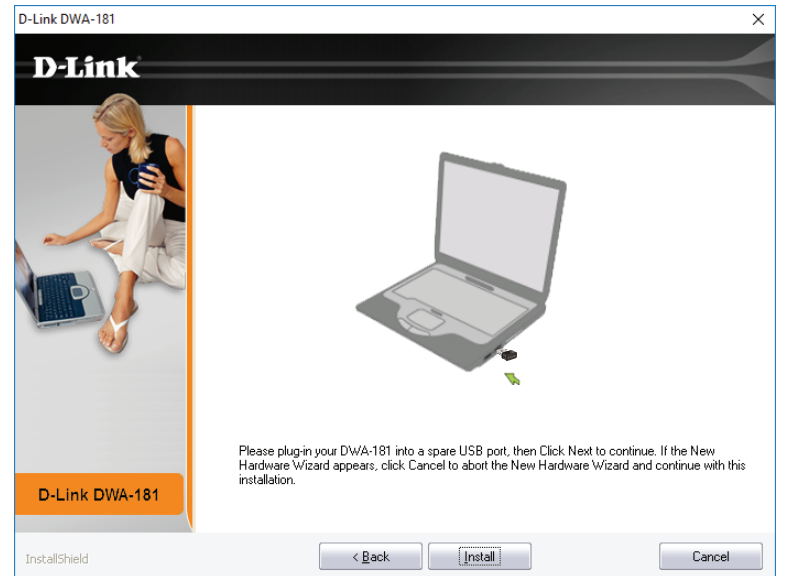 D-Link DWA-181
D-Link
Please plug-in your DWA-181 into a spare USB port, then Click Next to continue. If the New
Hardware Wizard appears, click Cancel to abort the New Hardware Wizard and continue with this
installation.
D-Link DWA-181
InstallShield
< Back
Install
Cancel